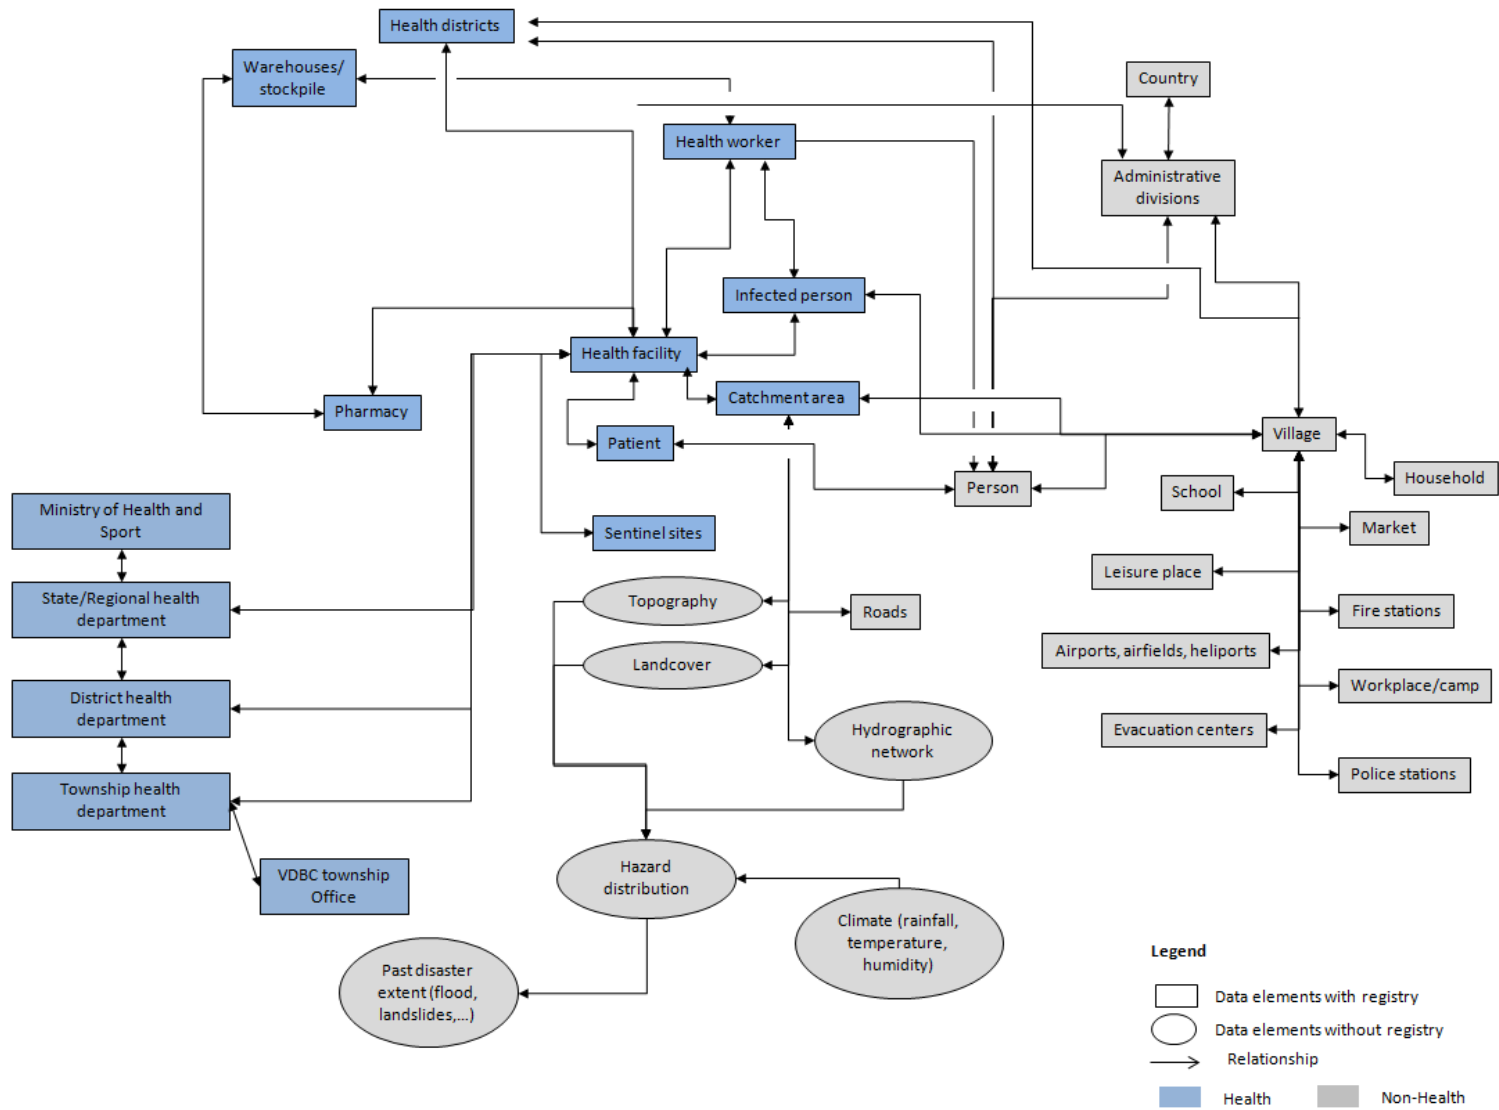 Health districts
Warehouses/
stockpile
Country
Health worker
Administrative
divisions
Infected person
Health facility
Catchment area
Pharmacy
Patient
Village
Person
School
Household
Ministry of Health and
Sport
Sentinel sites
Market
Leisure place
State/Regional health
department
Topography
Roads
Fire stations
Landcover
Airports, airfields, heliports
District health
department
Workplace/camp
Hydrographic
network
Evacuation centers
Township health
department
Police stations
VDBC township
Office
Hazard
distribution
Climate (rainfall,
temperature,
humidity)
Past disaster
extent (flood,
landslides,...)
Legend
Data elements with registry
Data elements without registry
Relationship
Health
Non-Health